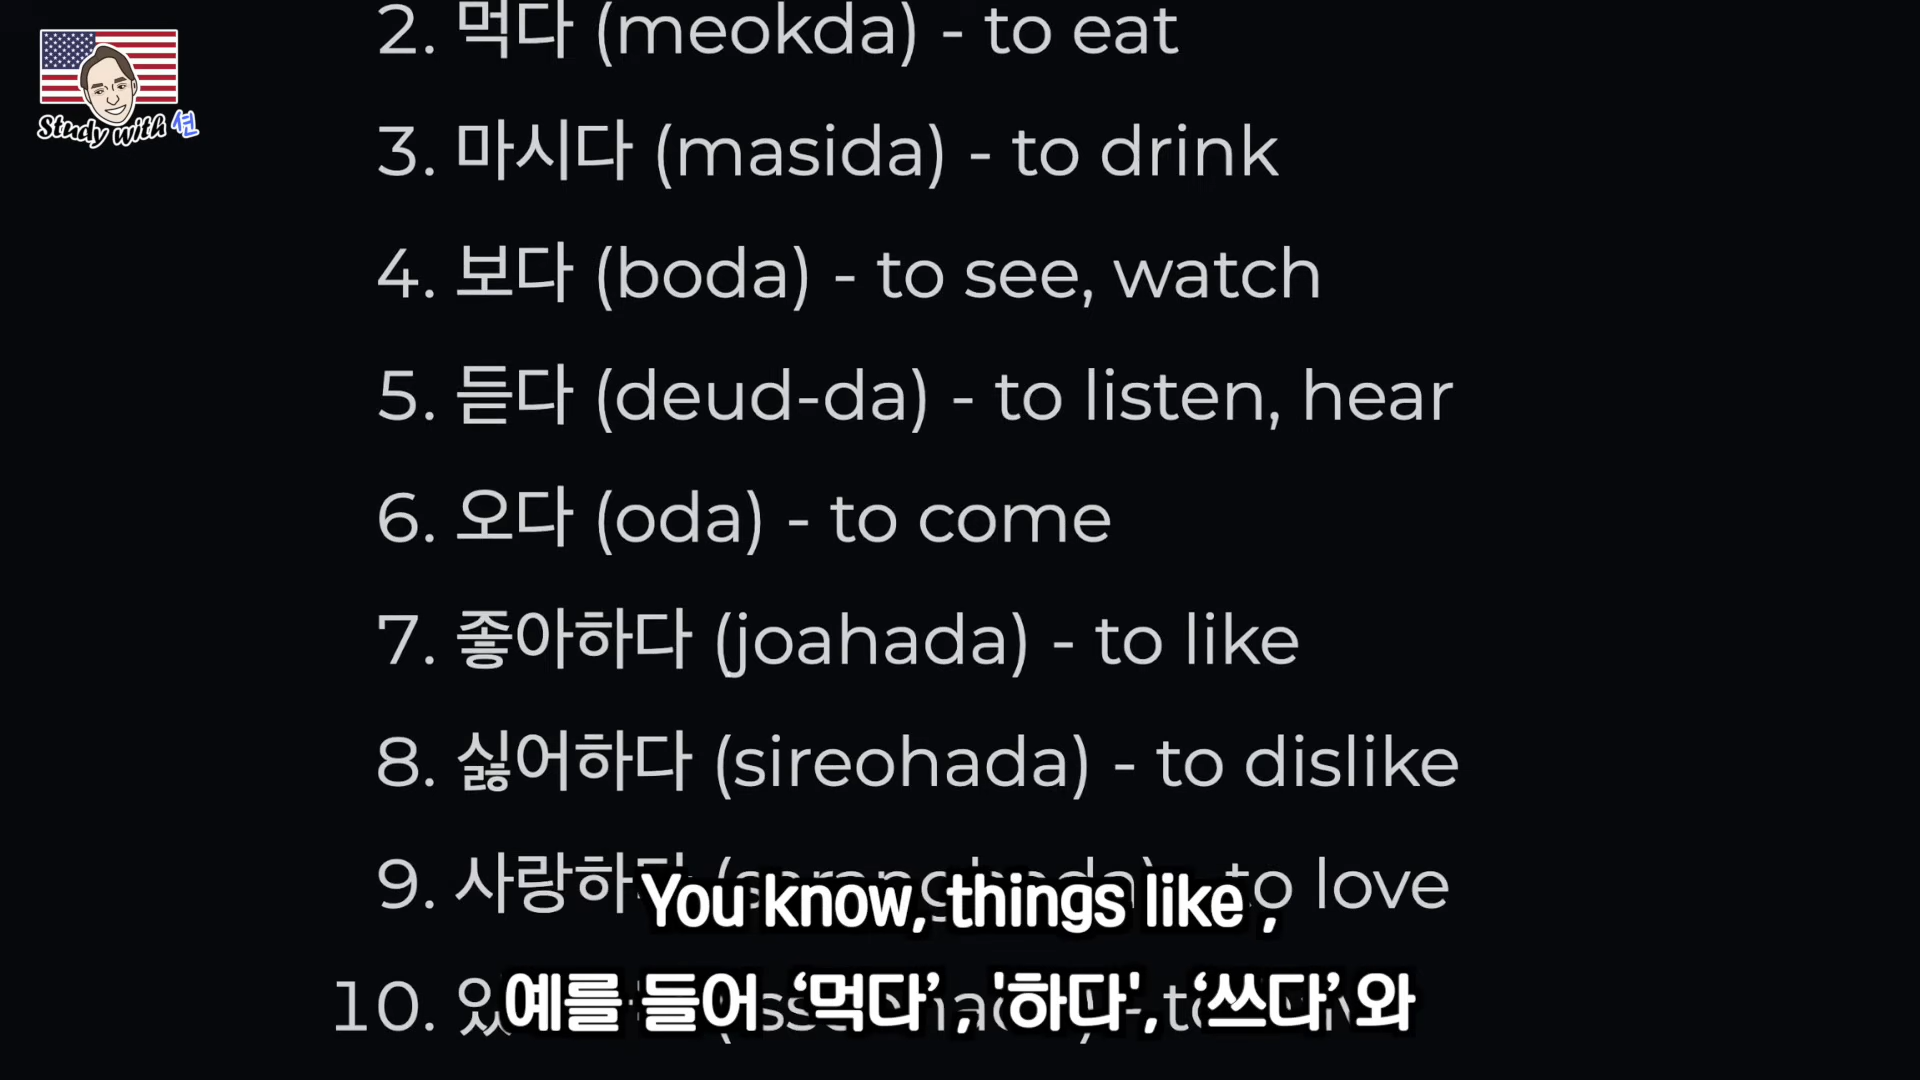 Study with 션
2. 먹다 (meokda) - to eat
3. 마시다 (masida) - to drink
4. 보다 (boda) - to see, watch
5. 듣다 (deud-da) - to listen, hear
6. 오다 (oda) - to come
7. 좋아하다 (joahada) - to like
8. 싫어하다 (sireohada) - to dislike
9. 사랑하다 - to love
You know, things like ,
10.
예를 들어 ‘먹다’, '하다', ‘쓰다’와